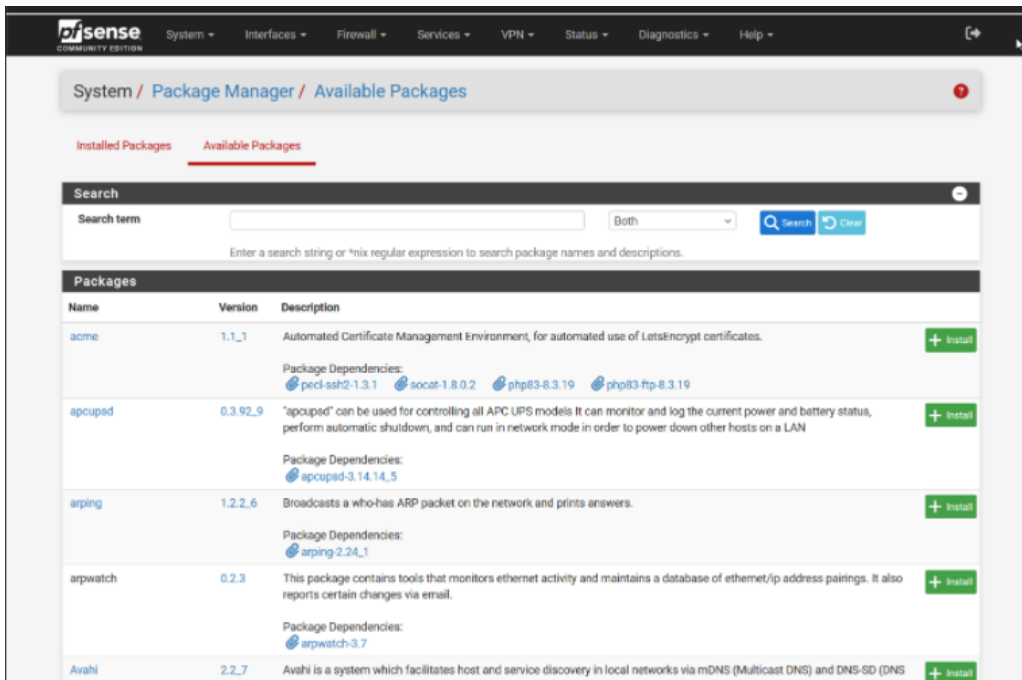 pfsense
COMMUNITY EDITION
System Interfaces Firewall Services VPN Status Diagnostics Help
System / Package Manager / Available Packages
Installed Packages Available Packages
Search
Search term Both Search Clear
Enter a search string or *nix regular expression to search package names and descriptions.
Packages
Name Version Description
acme 1.1_1 Automated Certificate Management Environment, for automated use of LetsEncrypt certificates. Install
Package Dependencies:
pecl-ssh2-1.3.1 socat-1.8.0.2 php83-8.3.19 php83-ftp-8.3.19
apcupsd 0.3.92_9 "apcupsd" can be used for controlling all APC UPS models It can monitor and log the current power and battery status, Install
perform automatic shutdown, and can run in network mode in order to power down other hosts on a LAN
Package Dependencies:
apcupsd-3.14.14_5
arping 1.2.2_6 Broadcasts a who-has ARP packet on the network and prints answers. Install
Package Dependencies:
arping-2.24_1
arpwatch 0.2.3 This package contains tools that monitors ethernet activity and maintains a database of ethernet/ip address pairings. It also Install
reports certain changes via email.
Package Dependencies:
arpwatch-3.7
Avahi 2.2_7 Avahi is a system which facilitates host and service discovery in local networks via mDNS (Multicast DNS) and DNS-SD (DNS Install